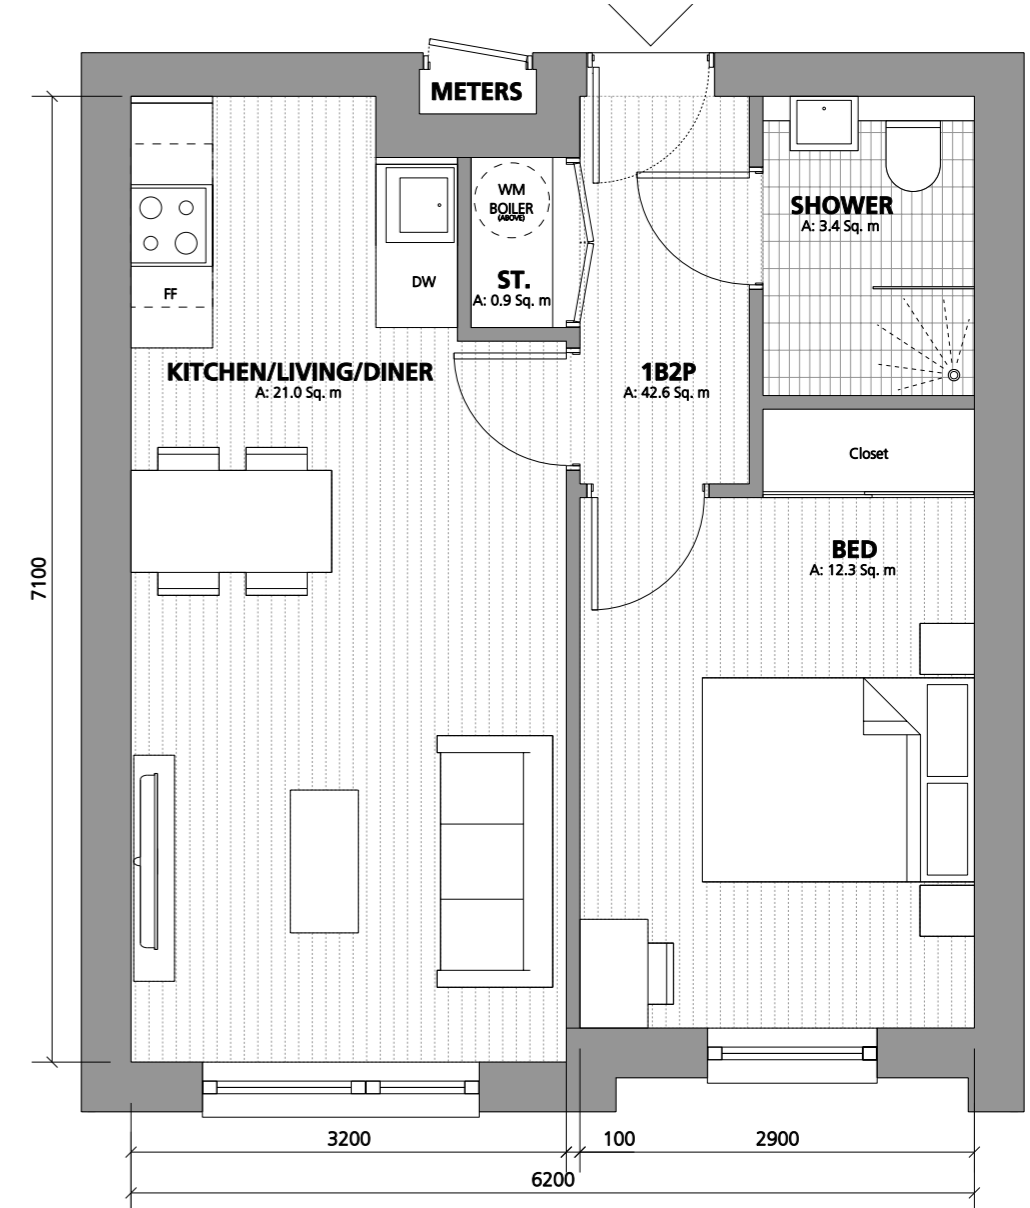 METERS
WM
BOILER
(ABOVE)
SHOWER
A: 3.4 Sq. m
ST.
A: 0.9 Sq. m
DW
FF
KITCHEN/LIVING/DINER
A: 21.0 Sq. m
1B2P
A: 42.6 Sq. m
Closet
BED
A: 12.3 Sq. m
7100
3200
100
2900
6200